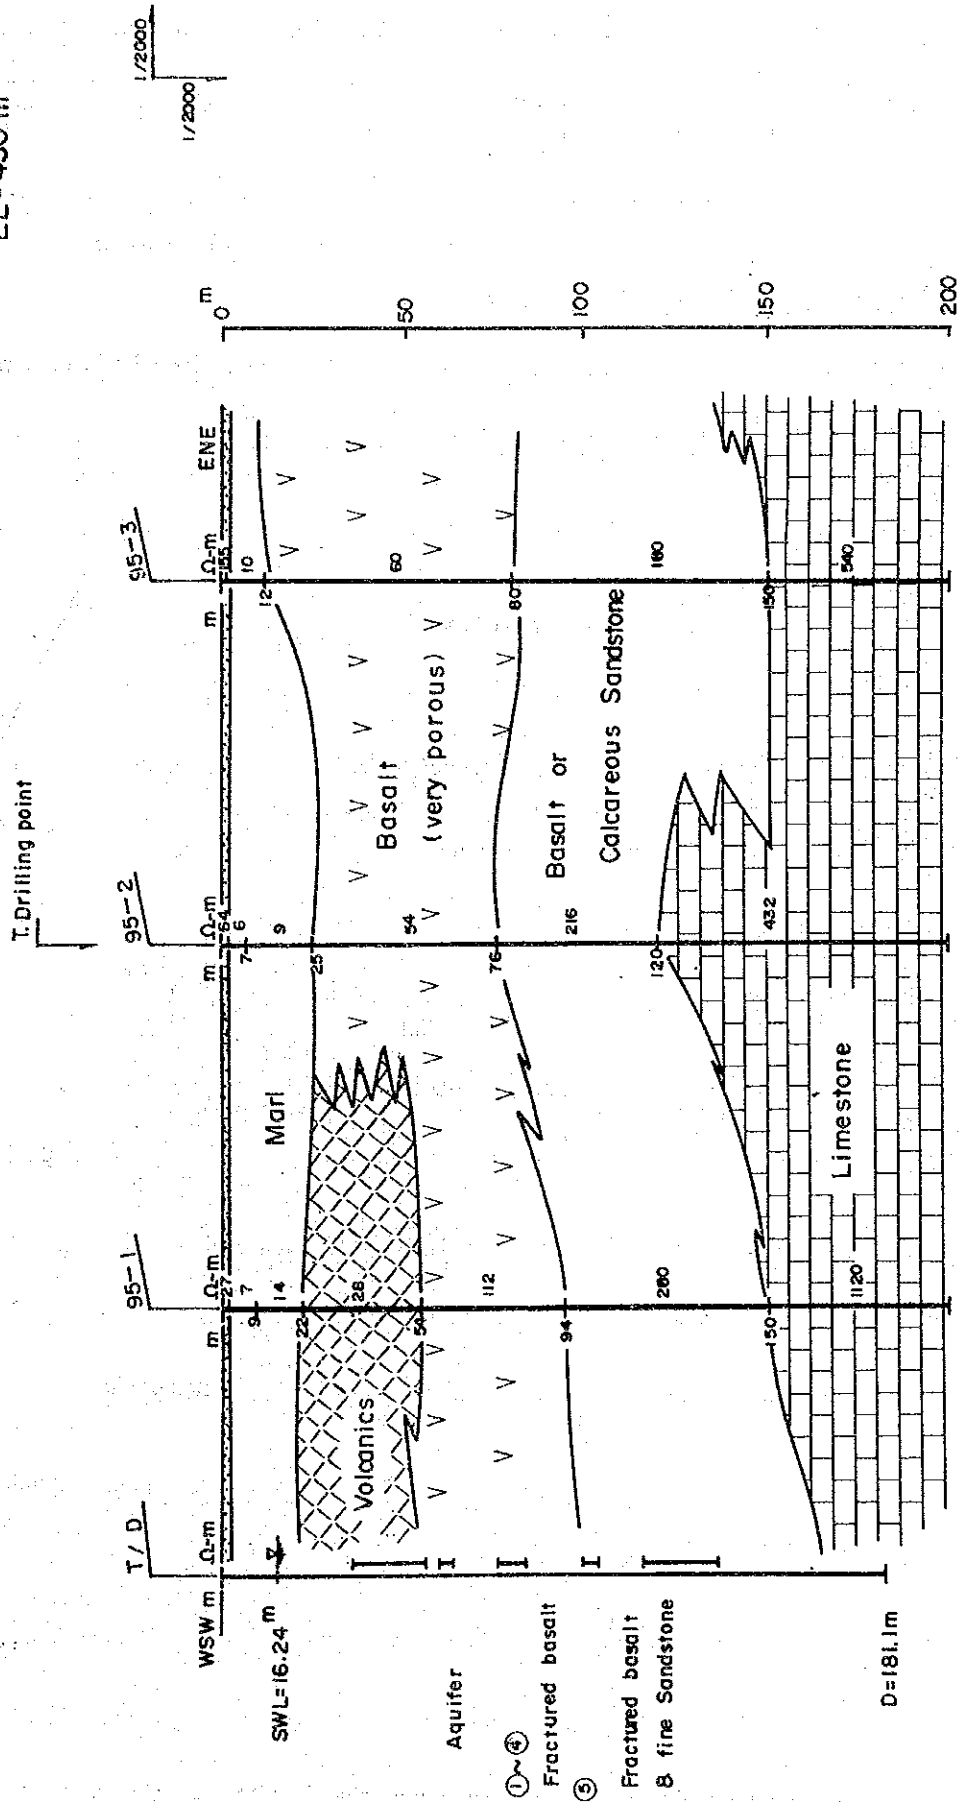 EL=450m
1/2000
1/2000
T. Drilling point
T/D
95-1
95-2
95-3
WSW m
Ω-m
m
Ω-m
m
Ω-m
m
Ω-m
ENE
m
SWL=16.24 m
27
7
9
14
22
28
54
112
94
280
150
1120
64
6
7
9
25
54
76
216
120
432
55
10
12
60
80
180
150
540
0
50
100
150
200
Marl
Volcanics
Basalt
(very porous)
Basalt or
Calcareous Sandstone
Limestone
Aquifer
①~④
Fractured basalt
⑤
Fractured basalt
& fine Sandstone
D=181.1m